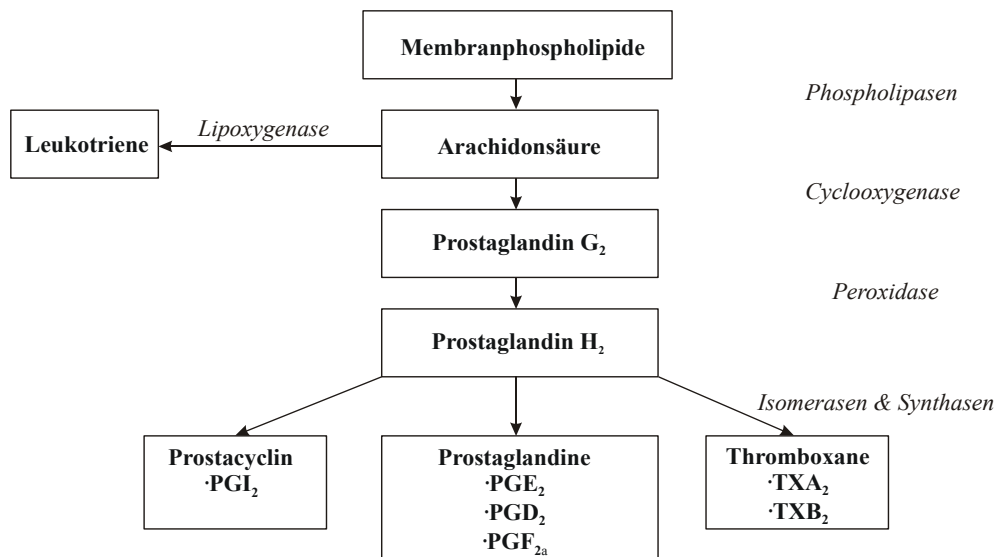 Membranphospholipide
Phospholipasen
Lipoxygenase
Leukotriene
Arachidonsäure
Cyclooxygenase
Prostaglandin G₂
Peroxidase
Prostaglandin H₂
Isomerasen & Synthasen
Prostacyclin
·PGI₂
Prostaglandine
·PGE₂
·PGD₂
·PGF₂a
Thromboxane
·TXA₂
·TXB₂